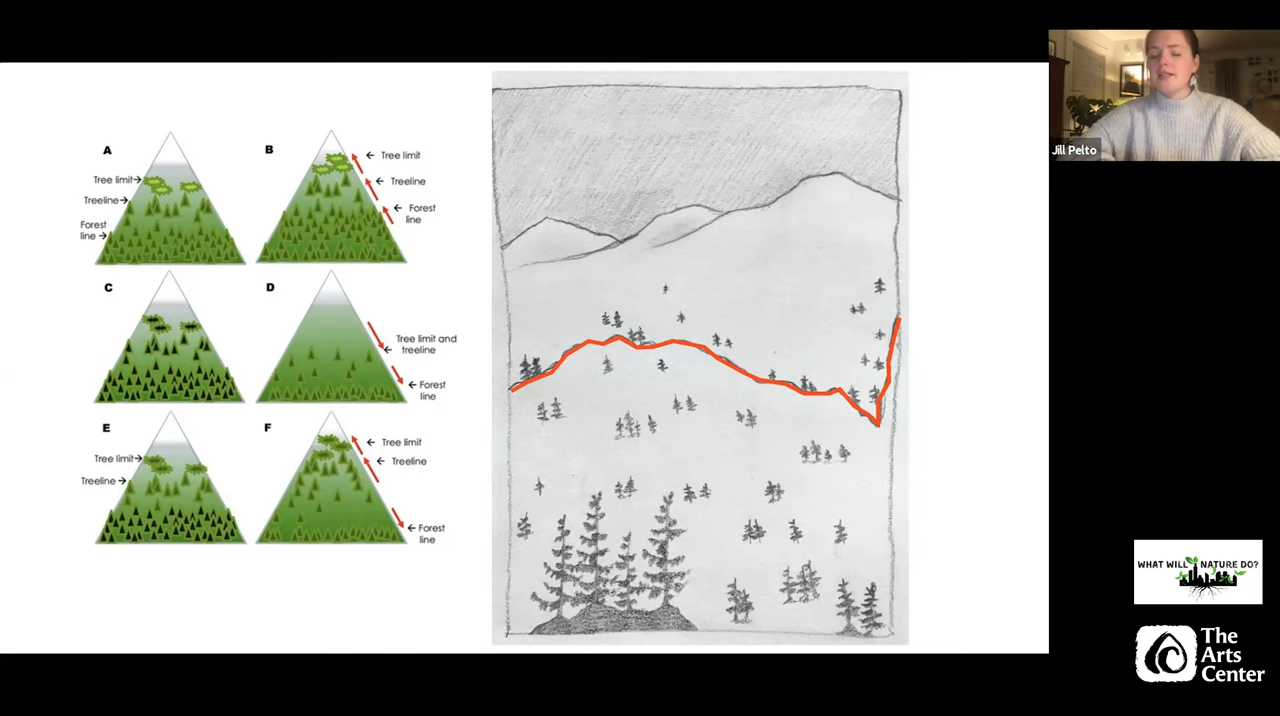 A
Tree limit
Treeline
Forest
line
B
Tree limit
Treeline
Forest
line
C
D
Tree limit and
treeline
Forest
line
E
Tree limit
Treeline
F
Tree limit
Treeline
Forest
line
Jill Pelto
WHAT WILL NATURE DO?
The
Arts
Center